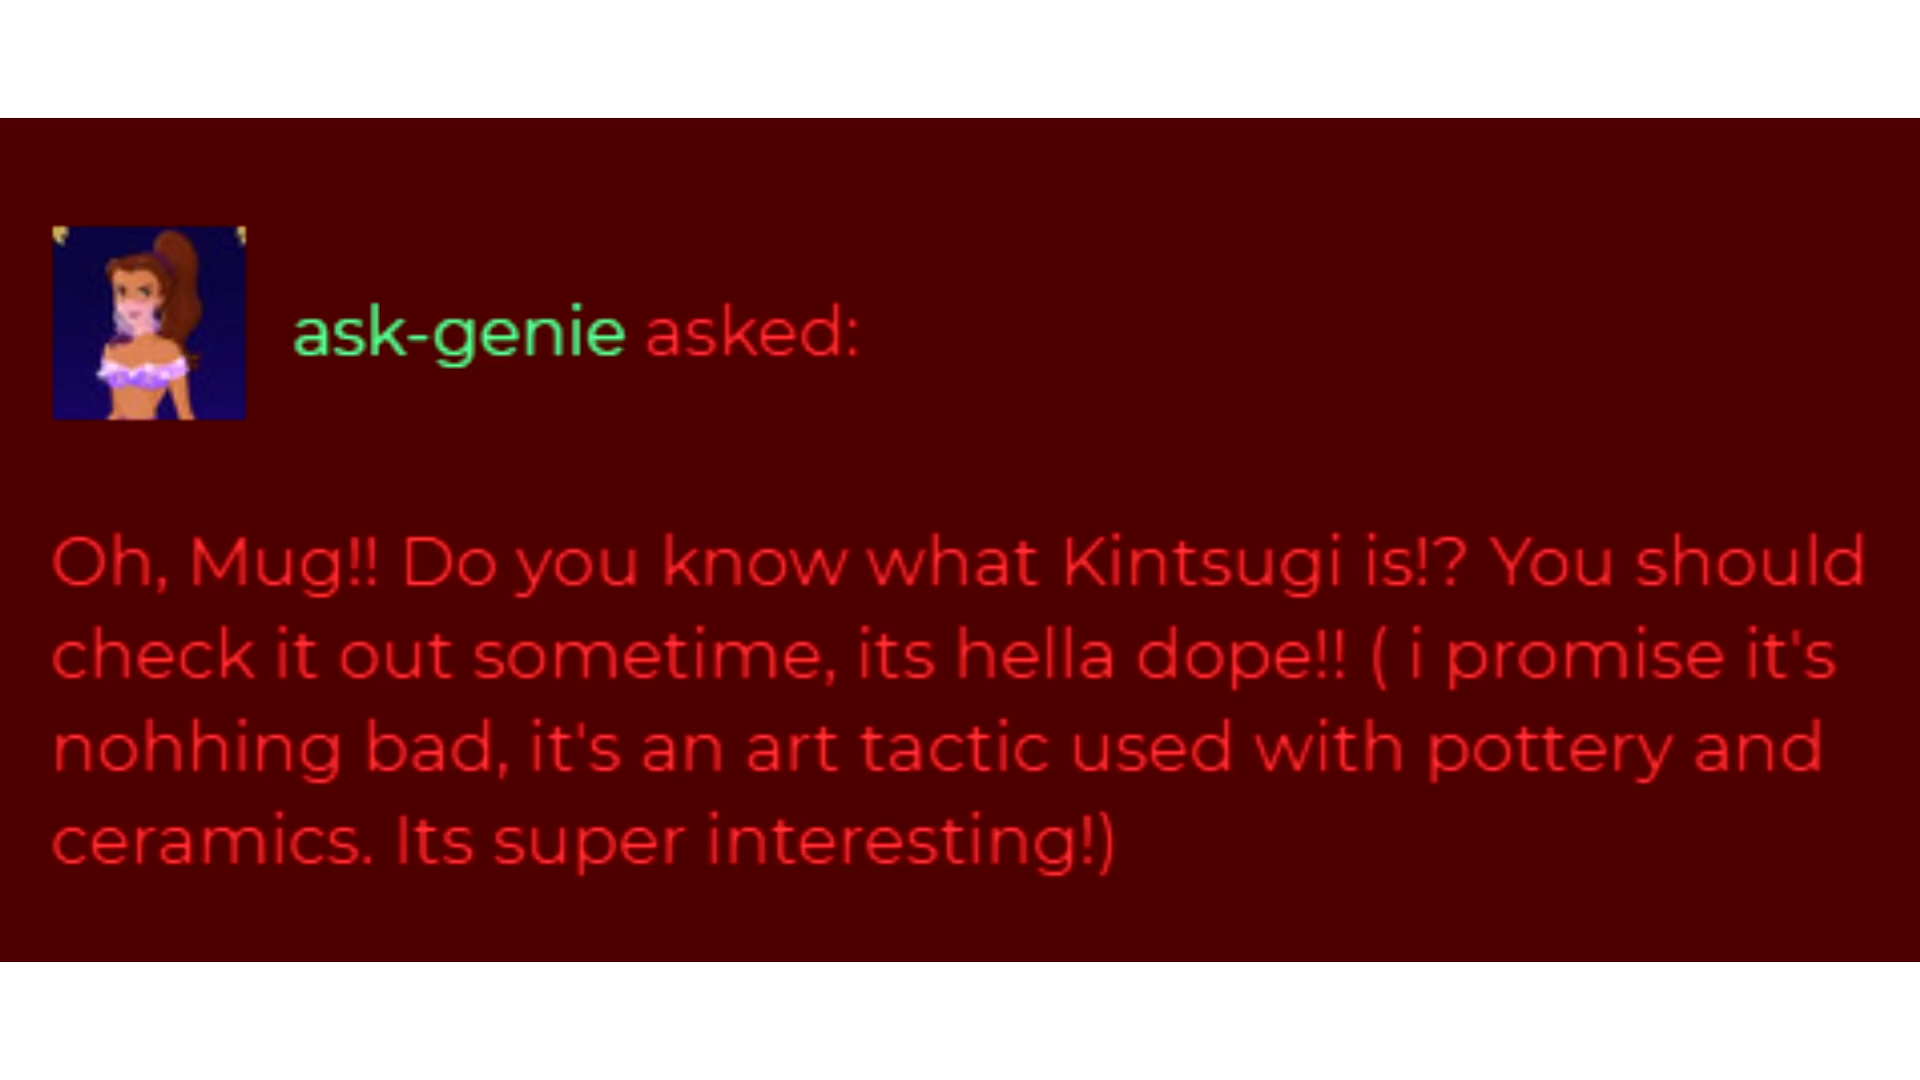 ask-genie asked:
Oh, Mug!! Do you know what Kintsugi is!? You should
check it out sometime, its hella dope!! ( i promise it's
nohhing bad, it's an art tactic used with pottery and
ceramics. Its super interesting!)